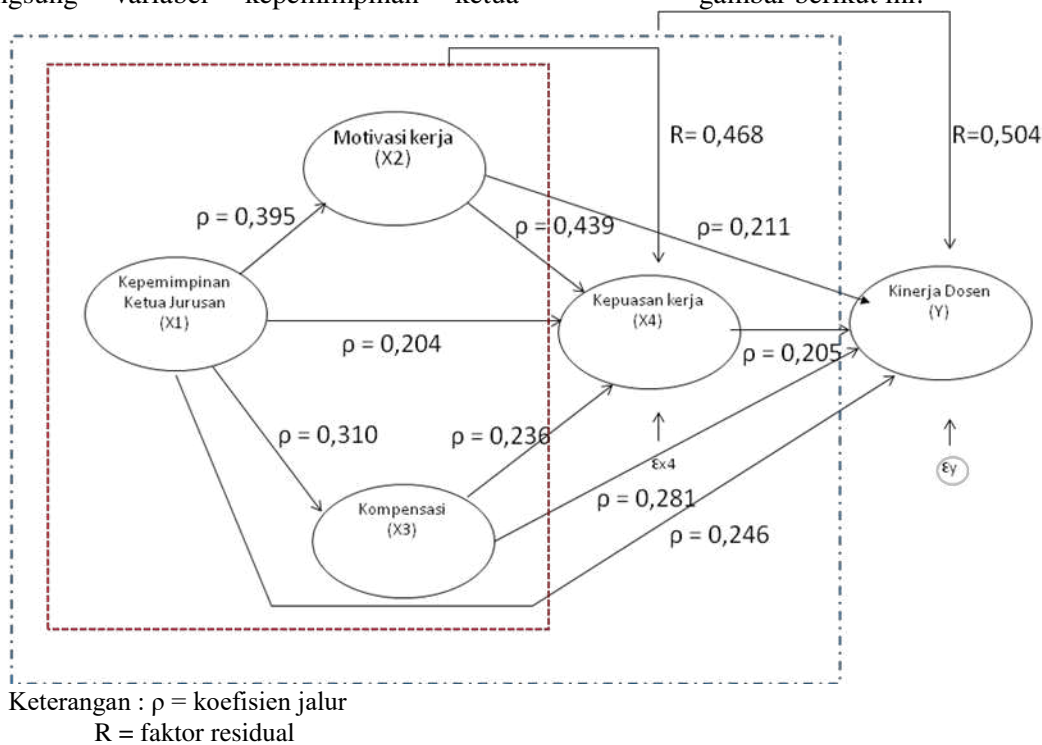 variabel kepemimpinan ketua
gambar berikut ini.
R= 0,468
R=0,504
Motivasi kerja
(X2)
ρ = 0,395
ρ = 0,439
ρ= 0,211
Kepemimpinan
Ketua Jurusan
(X1)
Kepuasan kerja
(X4)
Kinerja Dosen
(Y)
ρ = 0,204
ρ = 0,205
ρ = 0,310
ρ = 0,236
εx4
εy
Kompensasi
(X3)
ρ = 0,281
ρ = 0,246
Keterangan : ρ = koefisien jalur
R = faktor residual